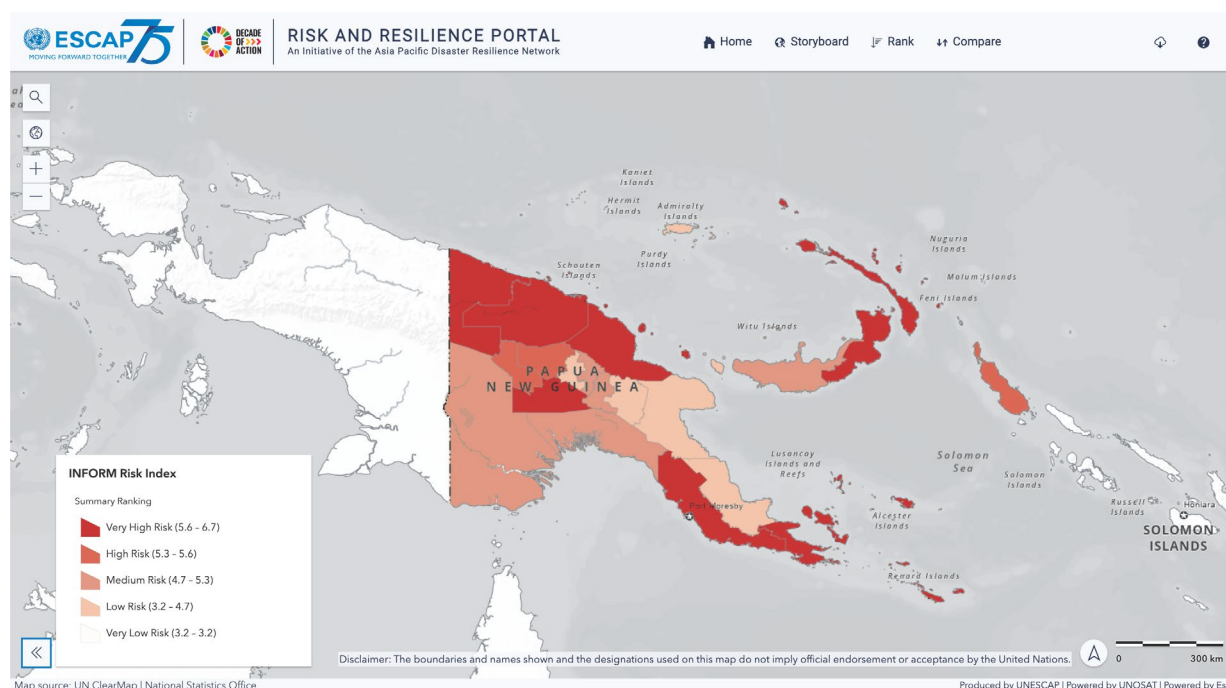 ESCAP 75
MOVING FORWARD TOGETHER
DECADE
OF >>>
ACTION
RISK AND RESILIENCE PORTAL
An Initiative of the Asia Pacific Disaster Resilience Network
Home
Storyboard
Rank
Compare
Kaniet
Islands
Hermit
Islands
Admiralty
Islands
Purdy
Islands
Schouten
Islands
Nuguria
Islands
Molum Islands
Feni Islands
Witu Islands
PAPUA
NEW GUINEA
Lusancay
Islands and
Reefs
Solomon
Sea
Solomon
Islands
Port Moresby
Alcester
Islands
Russell
Islands
Honiara
SOLOMON
ISLANDS
Renard Islands
INFORM Risk Index
Summary Ranking
Very High Risk (5.6 - 6.7)
High Risk (5.3 - 5.6)
Medium Risk (4.7 - 5.3)
Low Risk (3.2 - 4.7)
Very Low Risk (3.2 - 3.2)
Disclaimer: The boundaries and names shown and the designations used on this map do not imply official endorsement or acceptance by the United Nations.
0 300 km
Map source: UN ClearMap | National Statistics Office
Produced by UNESCAP | Powered by UNOSAT | Powered by Es